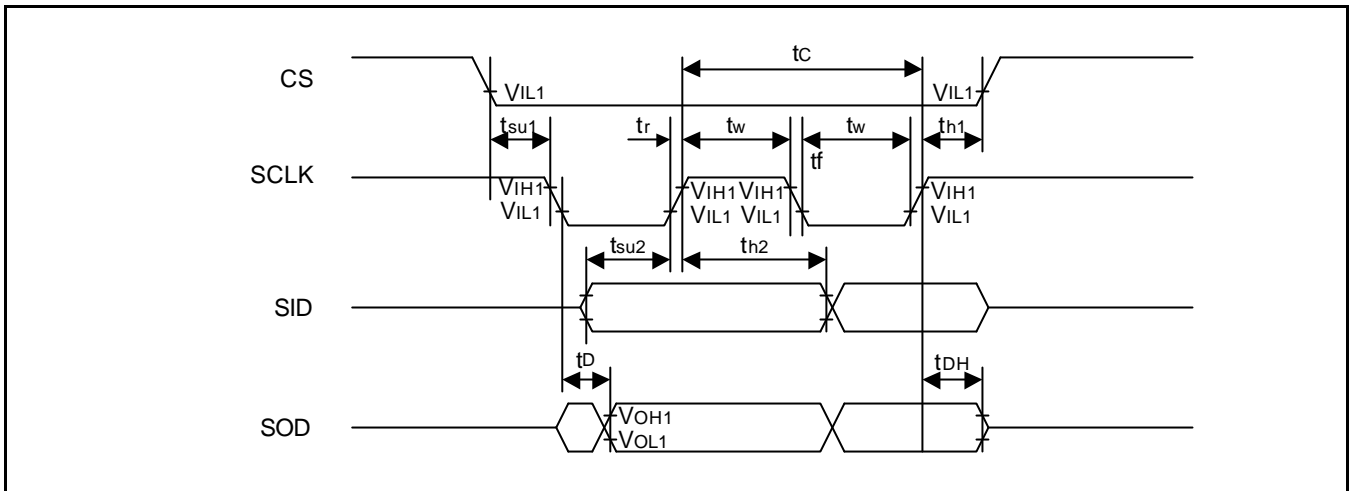 tC
CS
VIL1 VIL1
tsu1 tr tw tw th1
tf
SCLK
VIH1 VIH1 VIH1 VIH1
VIL1 VIL1 VIL1 VIL1
tsu2 th2
SID
tD tDH
VOH1
SOD
VOL1